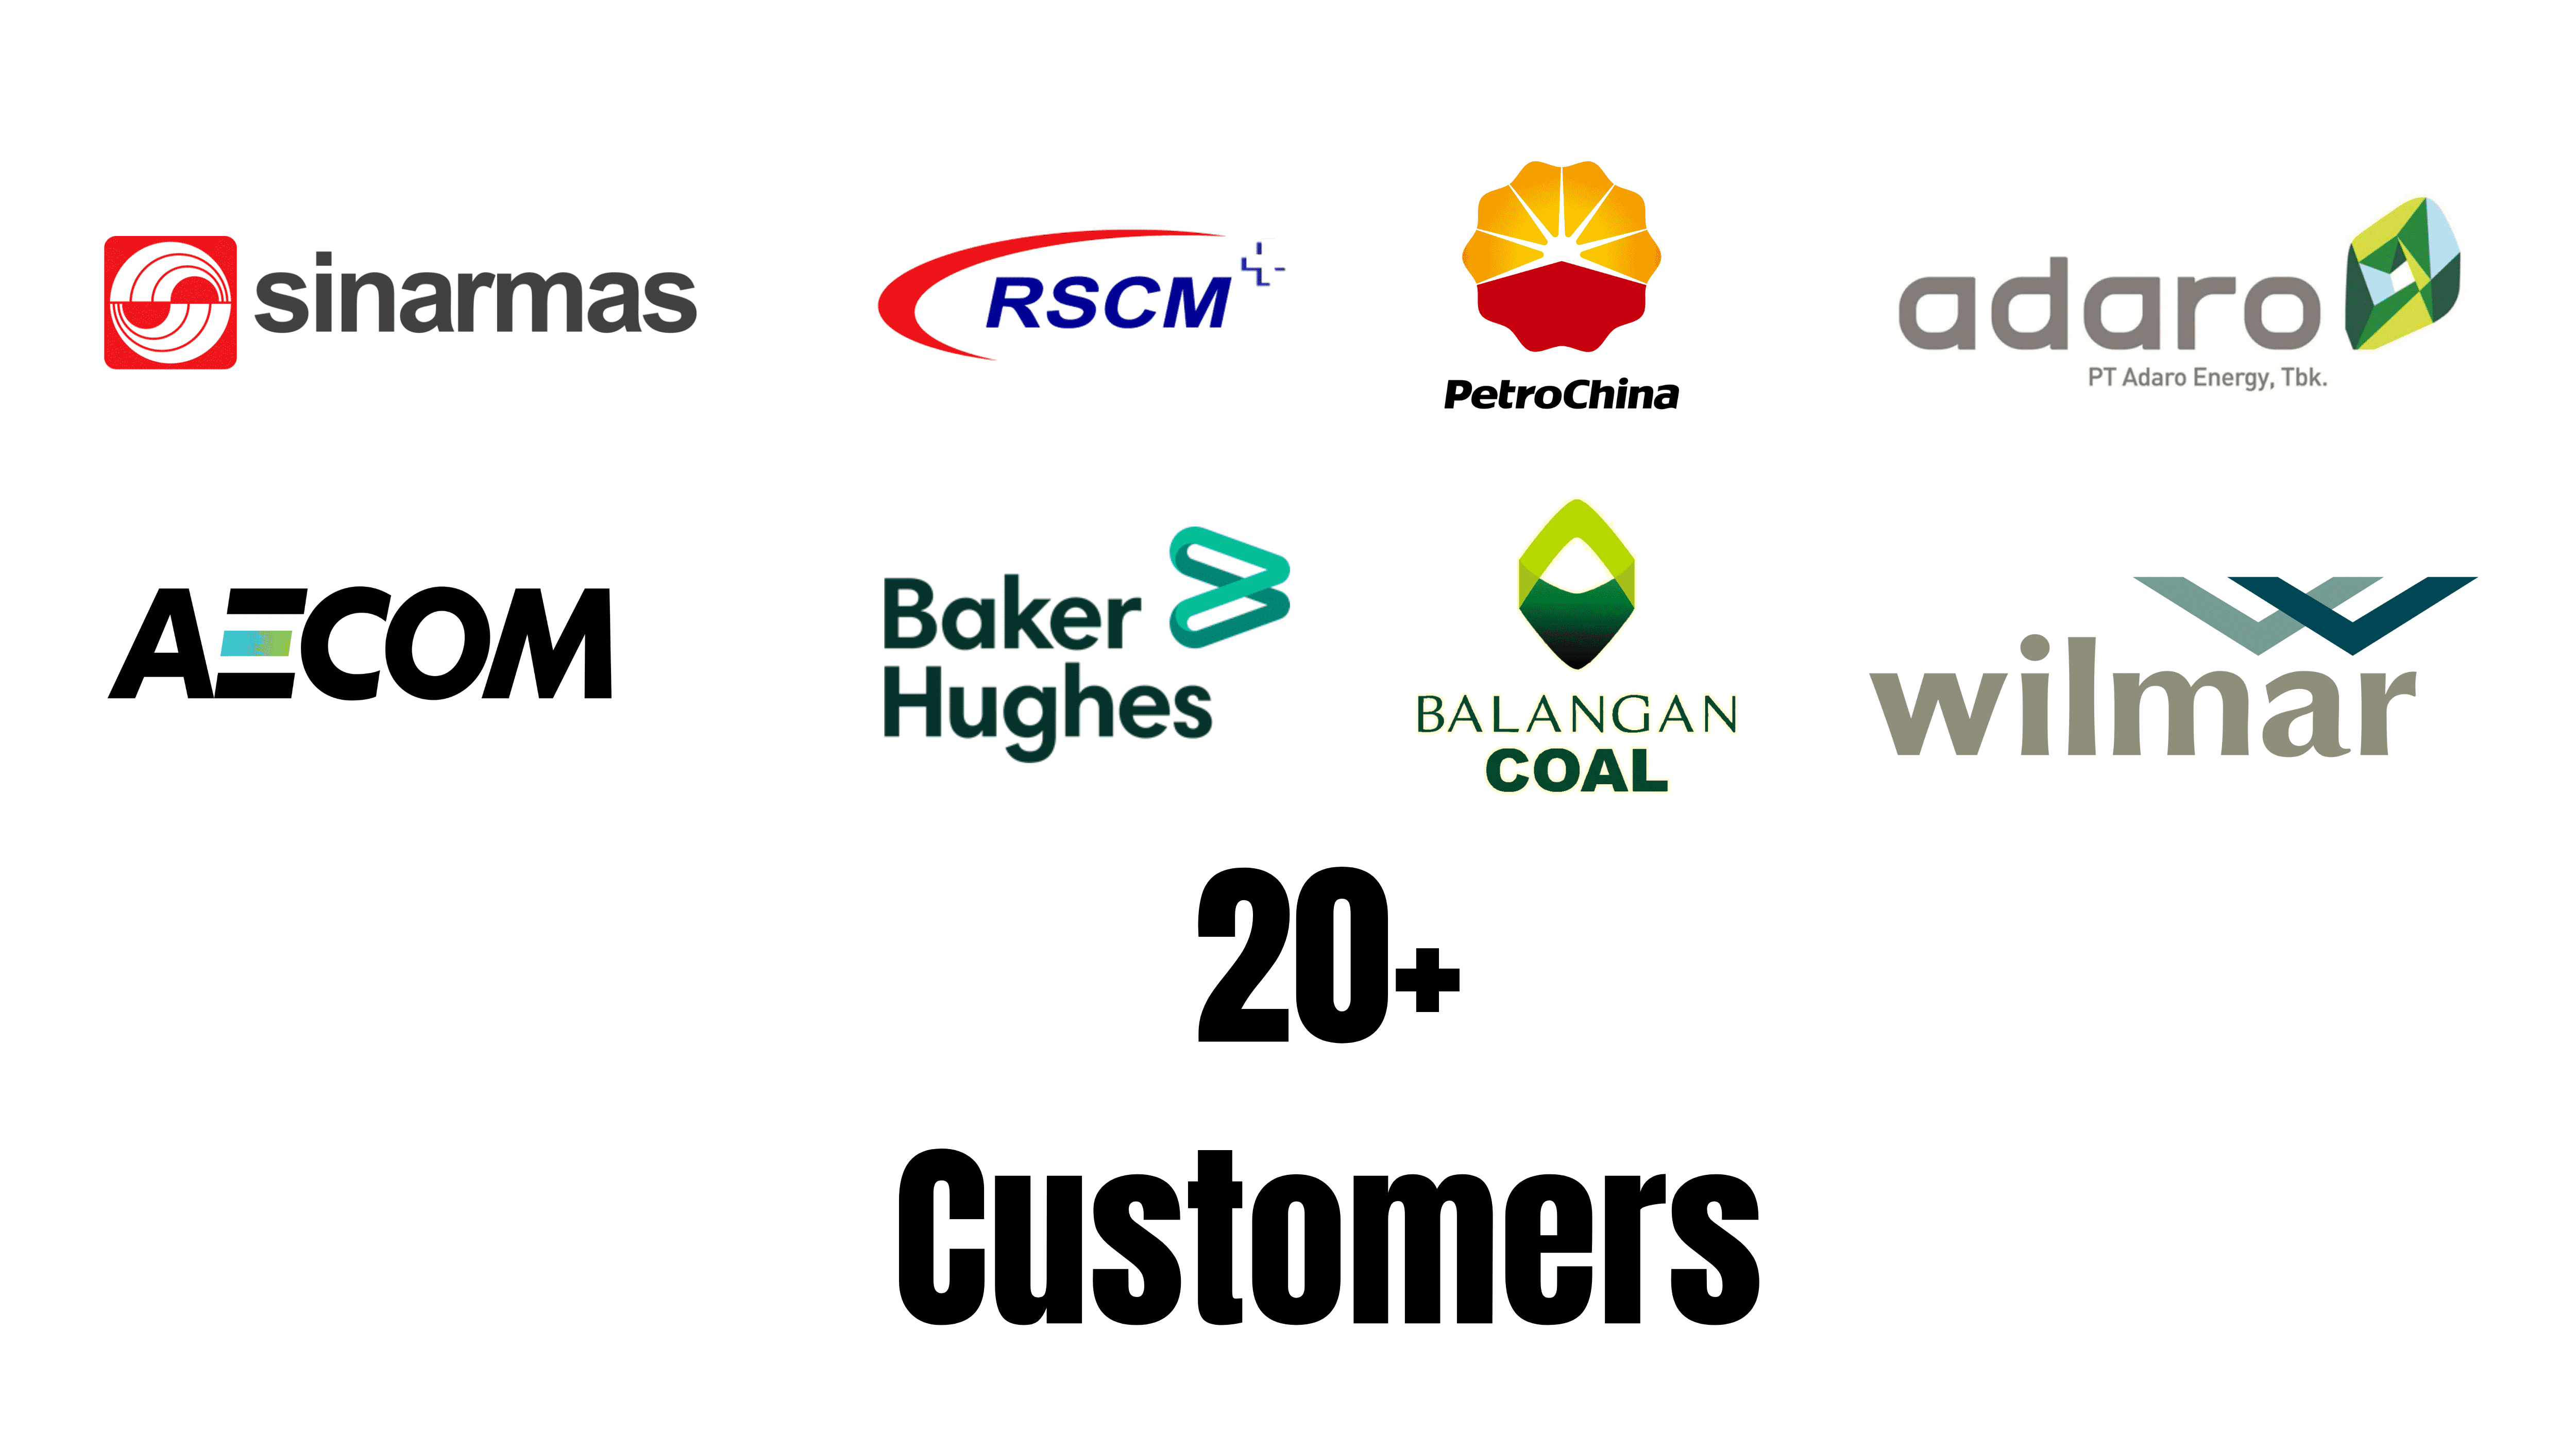 sinarmas
RSCM
PetroChina
adaro
PT Adaro Energy, Tbk.
AECOM
Baker
Hughes
BALANGAN
COAL
wilmar
20+
Customers